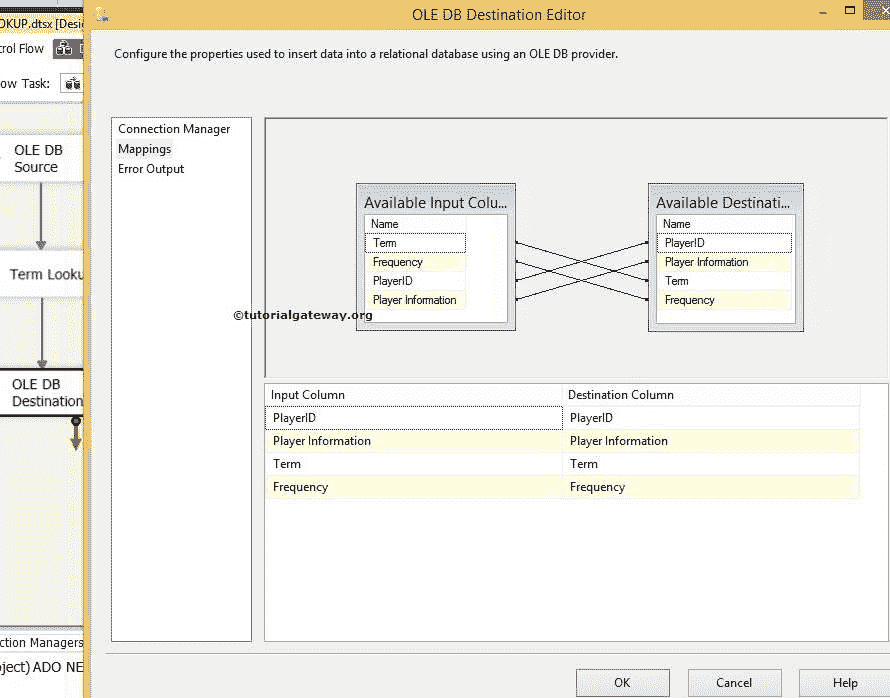 OLE DB Destination Editor
OKUP.dtsx [Desi
Configure the properties used to insert data into a relational database using an OLE DB provider.
rol Flow
ow Task:
OLE DB
Source
Term Looku
OLE DB
Destination
ction Managers
ject) ADO NE
Connection Manager
Mappings
Error Output
Available Input Colu...
Name
Term
Frequency
PlayerID
Player Information
Available Destinati...
Name
PlayerID
Player Information
Term
Frequency
©tutorialgateway.org
Input Column Destination Column
PlayerID PlayerID
Player Information Player Information
Term Term
Frequency Frequency
OK Cancel Help